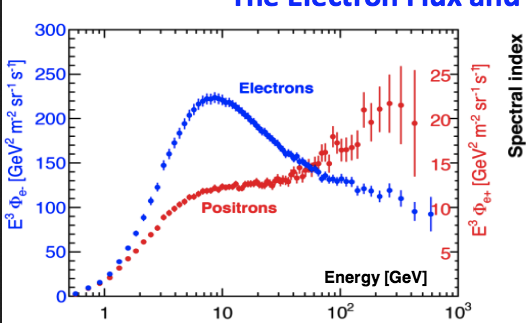 The Electron Flux and
300
250
200
150
100
50
0
E³ Φe- [GeV² m⁻² sr⁻¹ s⁻¹]
Electrons
Positrons
Energy [GeV]
1
10
10²
10³
25
20
15
10
5
E³ Φe+ [GeV² m⁻² sr⁻¹ s⁻¹]
Spectral index